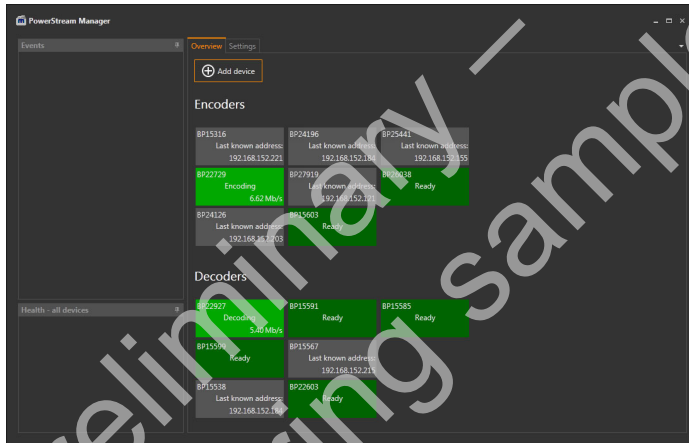 PowerStream Manager
Events
Overview Settings
Add device
Encoders
BP15316
Last known address:
192.168.152.221
BP24196
Last known address:
192.168.152.184
BP25441
Last known address:
192.168.152.155
BP22729
Encoding
6.62 Mb/s
BP27919
Last known address:
192.168.152.121
BP26038
Ready
BP24126
Last known address:
192.168.152.203
BP15603
Ready
Decoders
BP22927
Decoding
5.40 Mb/s
BP15591
Ready
BP15585
Ready
BP15599
Ready
BP15567
Last known address:
192.168.152.215
BP15538
Last known address:
192.168.152.184
BP22603
Ready
Health - all devices
preliminary –
sing sample